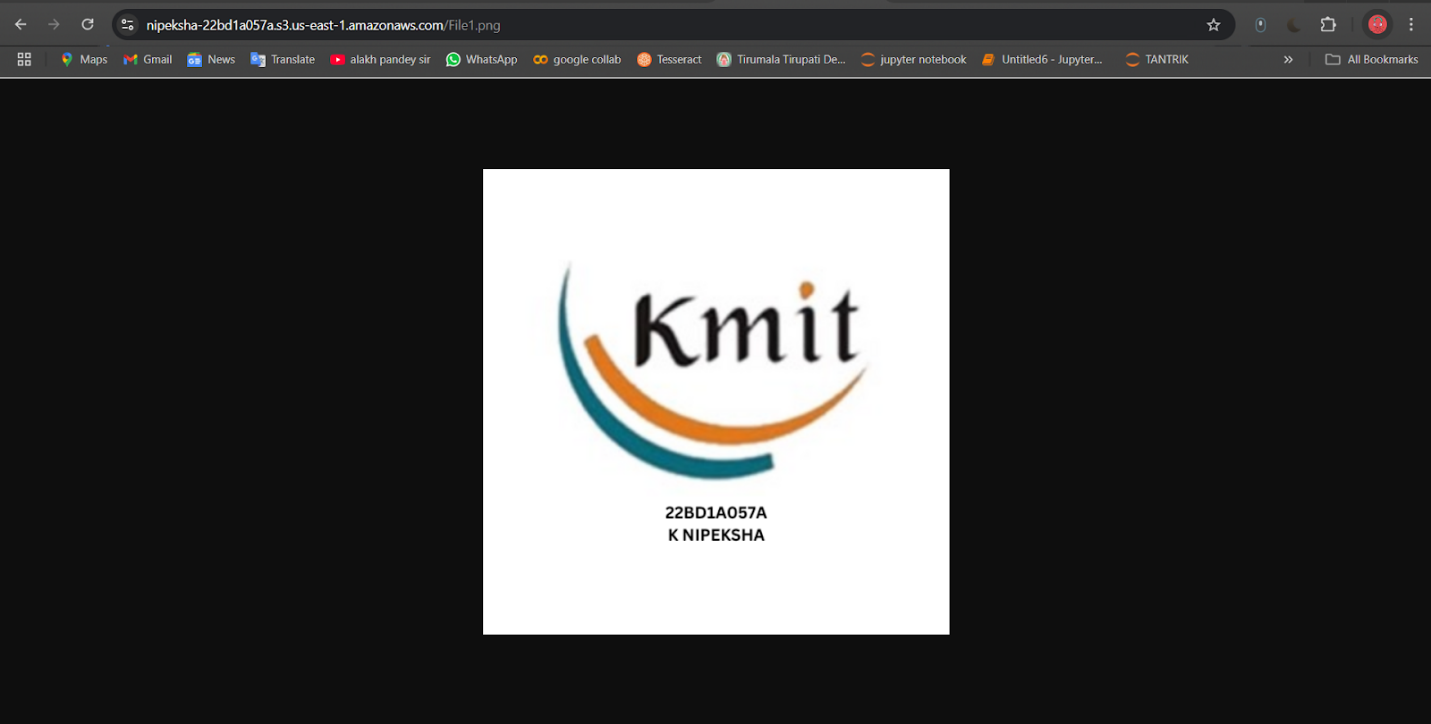 nipeksha-22bd1a057a.s3.us-east-1.amazonaws.com/File1.png
Maps Gmail News Translate alakh pandey sir WhatsApp google collab Tesseract Tirumala Tirupati De... jupyter notebook Untitled6 - Jupyter... TANTRIK » All Bookmarks
Kmit
22BD1A057A
K NIPEKSHA